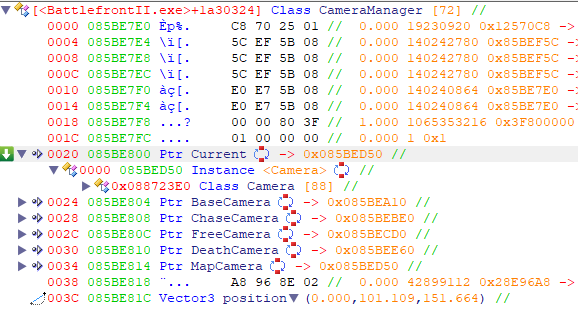 [<BattlefrontII.exe>+1a30324] Class CameraManager [72] //
0000 085BE7E0 Èp%. C8 70 25 01 // 0.000 19230920 0x12570C8 ->
0004 085BE7E4 \ï[. 5C EF 5B 08 // 0.000 140242780 0x85BEF5C -
0008 085BE7E8 \ï[. 5C EF 5B 08 // 0.000 140242780 0x85BEF5C -
000C 085BE7EC \ï[. 5C EF 5B 08 // 0.000 140242780 0x85BEF5C -
0010 085BE7F0 àç[. E0 E7 5B 08 // 0.000 140240864 0x85BE7E0 -
0014 085BE7F4 àç[. E0 E7 5B 08 // 0.000 140240864 0x85BE7E0 -
0018 085BE7F8 ...? 00 00 80 3F // 1.000 1065353216 0x3F800000
001C 085BE7FC .... 01 00 00 00 // 0.000 1 0x1
0020 085BE800 Ptr Current -> 0x085BED50 //
0000 085BED50 Instance <Camera>
0x088723E0 Class Camera [88] //
0024 085BE804 Ptr BaseCamera -> 0x085BEA10 //
0028 085BE808 Ptr ChaseCamera -> 0x085BEBE0 //
002C 085BE80C Ptr FreeCamera -> 0x085BECD0 //
0030 085BE810 Ptr DeathCamera -> 0x085BEE60 //
0034 085BE814 Ptr MapCamera -> 0x085BED50 //
0038 085BE818 ¨... A8 96 8E 02 // 0.000 42899112 0x28E96A8 ->
003C 085BE81C Vector3 position (0.000,101.109,151.664) //